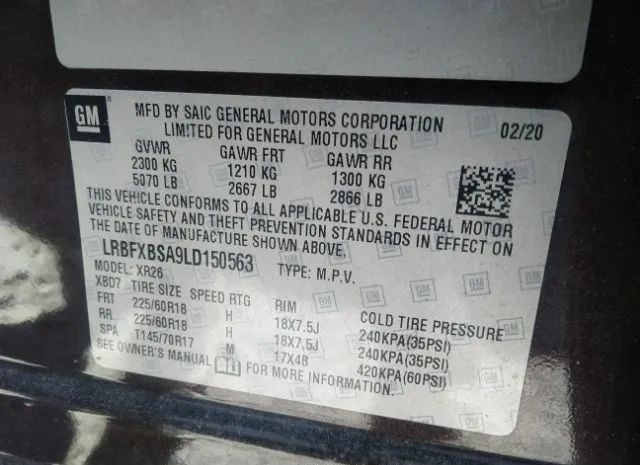 GM
MFD BY SAIC GENERAL MOTORS CORPORATION
LIMITED FOR GENERAL MOTORS LLC
02/20
GVWR GAWR FRT GAWR RR
2300 KG 1210 KG 1300 KG
5070 LB 2667 LB 2866 LB
THIS VEHICLE CONFORMS TO ALL APPLICABLE U.S. FEDERAL MOTOR
VEHICLE SAFETY AND THEFT PREVENTION STANDARDS IN EFFECT ON
THE DATE OF MANUFACTURE SHOWN ABOVE.
LRBFXBSA9LD150563 TYPE: M.P.V.
MODEL: XR26
XBD7 TIRE SIZE SPEED RTG RIM COLD TIRE PRESSURE
FRT 225/60R18 H 18X7.5J 240KPA(35PSI)
RR 225/60R18 H 18X7.5J 240KPA(35PSI)
SPA T145/70R17 M 17X4B 420KPA(60PSI)
SEE OWNER'S MANUAL FOR MORE INFORMATION.